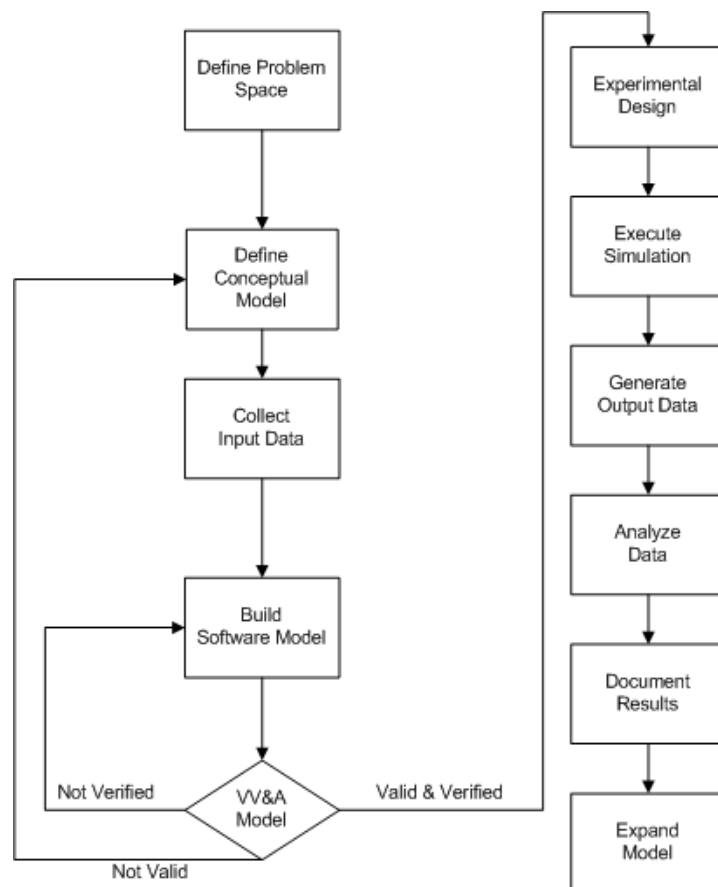 Define Problem
Space
Define
Conceptual
Model
Collect
Input Data
Build
Software Model
VV&A
Model
Not Verified
Not Valid
Valid & Verified
Experimental
Design
Execute
Simulation
Generate
Output Data
Analyze
Data
Document
Results
Expand
Model